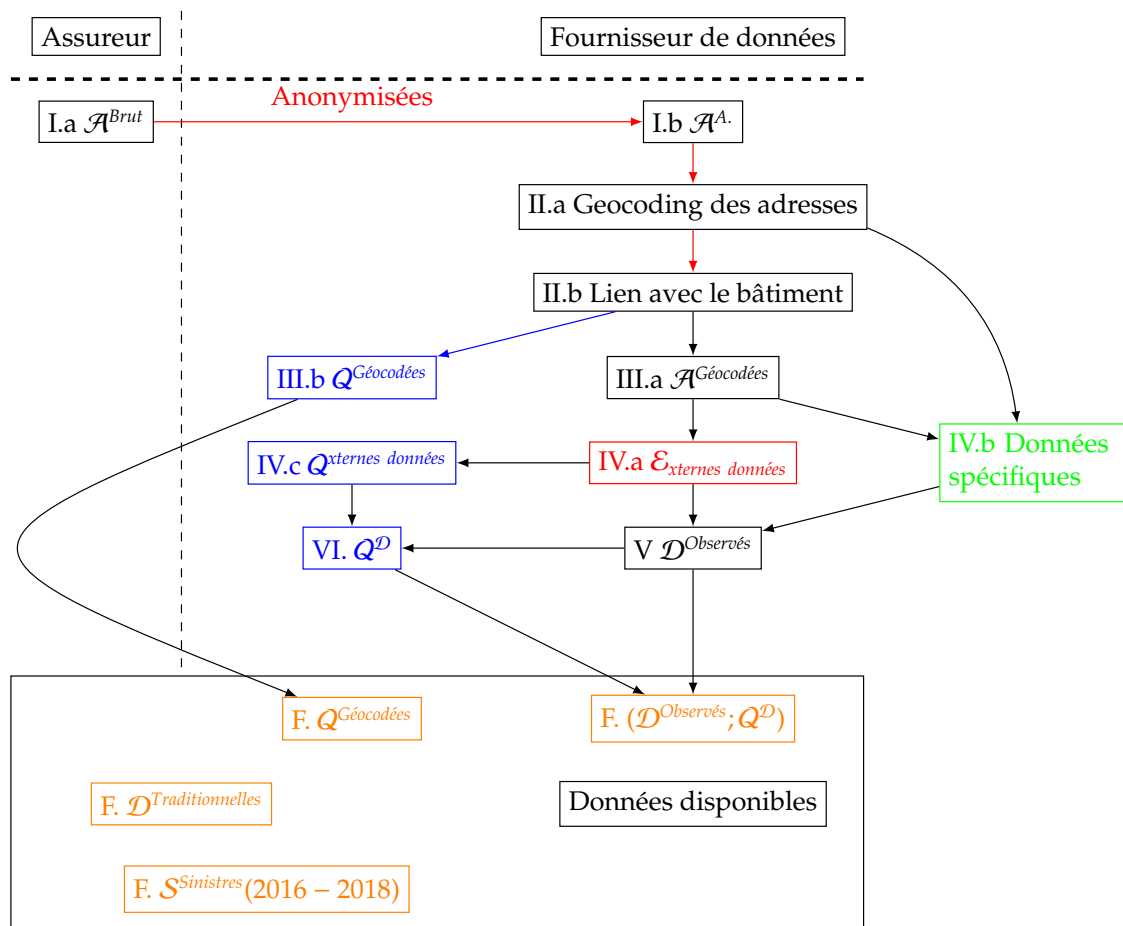 Assureur
Fournisseur de données
Anonymisées
I.a 𝒜^Brut
I.b 𝒜^A.
II.a Geocoding des adresses
II.b Lien avec le bâtiment
III.b 𝒬^Géocodées
III.a 𝒜^Géocodées
IV.b Données
spécifiques
IV.c 𝒬^xternes données
IV.a ℰ_xternes données
VI. 𝒬^𝒟
V 𝒟^Observés
F. 𝒬^Géocodées
F. (𝒟^Observés; 𝒬^𝒟)
F. 𝒟^Traditionnelles
Données disponibles
F. 𝒮^Sinistres(2016 − 2018)